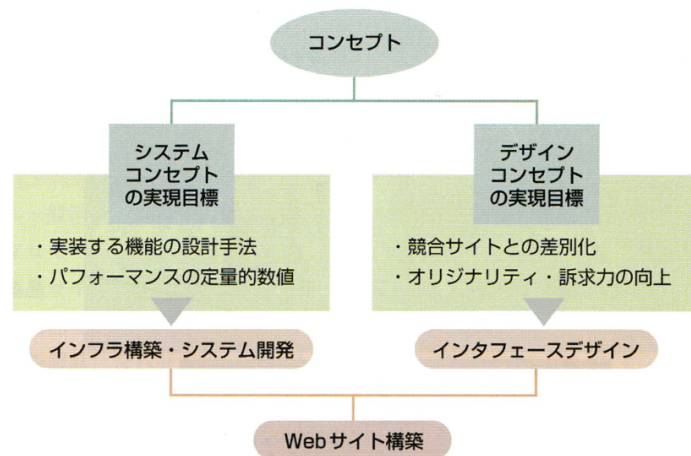 コンセプト
システム
コンセプト
の実現目標
・実装する機能の設計手法
・パフォーマンスの定量的数値
インフラ構築・システム開発
デザイン
コンセプト
の実現目標
・競合サイトとの差別化
・オリジナリティ・訴求力の向上
インタフェースデザイン
Webサイト構築